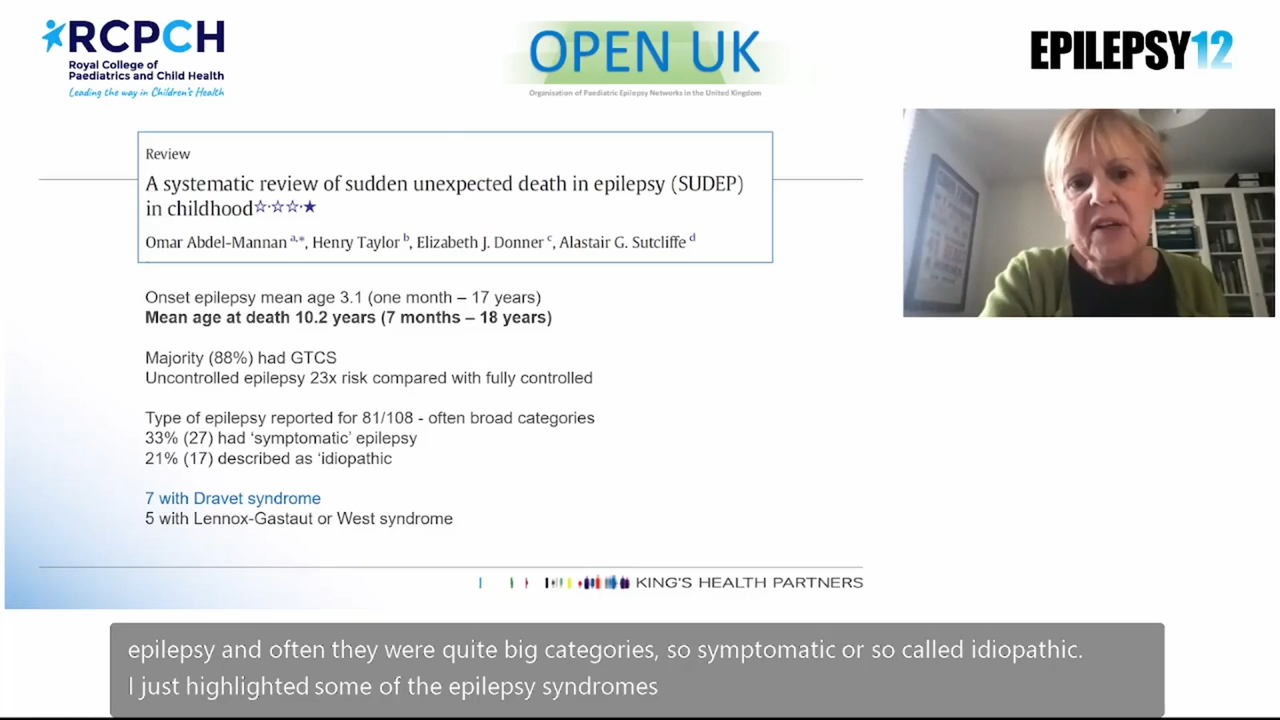 RCPCH
Royal College of
Paediatrics and Child Health
Leading the way in Children's Health
OPEN UK
Organisation of Paediatric Epilepsy Networks in the United Kingdom
EPILEPSY12
Review
A systematic review of sudden unexpected death in epilepsy (SUDEP)
in childhood☆☆☆★
Omar Abdel-Mannan a,*, Henry Taylor b, Elizabeth J. Donner c, Alastair G. Sutcliffe d
Onset epilepsy mean age 3.1 (one month – 17 years)
Mean age at death 10.2 years (7 months – 18 years)
Majority (88%) had GTCS
Uncontrolled epilepsy 23x risk compared with fully controlled
Type of epilepsy reported for 81/108 - often broad categories
33% (27) had ‘symptomatic’ epilepsy
21% (17) described as ‘idiopathic
7 with Dravet syndrome
5 with Lennox-Gastaut or West syndrome
KING'S HEALTH PARTNERS
epilepsy and often they were quite big categories, so symptomatic or so called idiopathic.
I just highlighted some of the epilepsy syndromes